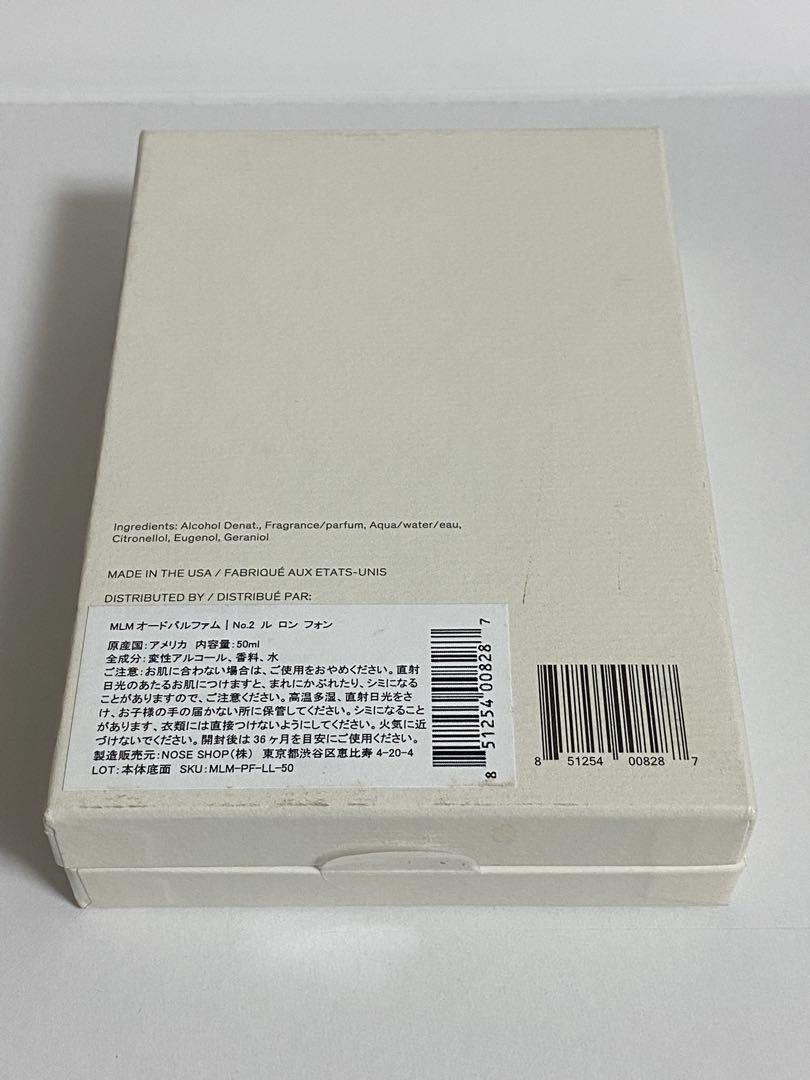 Ingredients: Alcohol Denat., Fragrance/parfum, Aqua/water/eau,
Citronellol, Eugenol, Geraniol
MADE IN THE USA / FABRIQUÉ AUX ETATS-UNIS
DISTRIBUTED BY / DISTRIBUÉ PAR:
MLM オードパルファム | No.2 ル ロン フォン
原産国：アメリカ 内容量：50ml
全成分：変性アルコール、香料、水
ご注意：お肌に合わない場合は、ご使用をおやめください。直射
日光のあたるお肌につけますと、まれにかぶれたり、シミになる
ことがありますので、ご注意ください。高温多湿、直射日光をさ
け、お子様の手の届かない所に保管してください。シミになること
があります、衣類には直接つけないようにしてください。火気に近
づけないでください。開封後は 36 ヶ月を目安にご使用ください。
製造販売元：NOSE SHOP（株） 東京都渋谷区恵比寿 4-20-4
LOT：本体底面 SKU：MLM-PF-LL-50
8 51254 00828 7
8 51254 00828 7